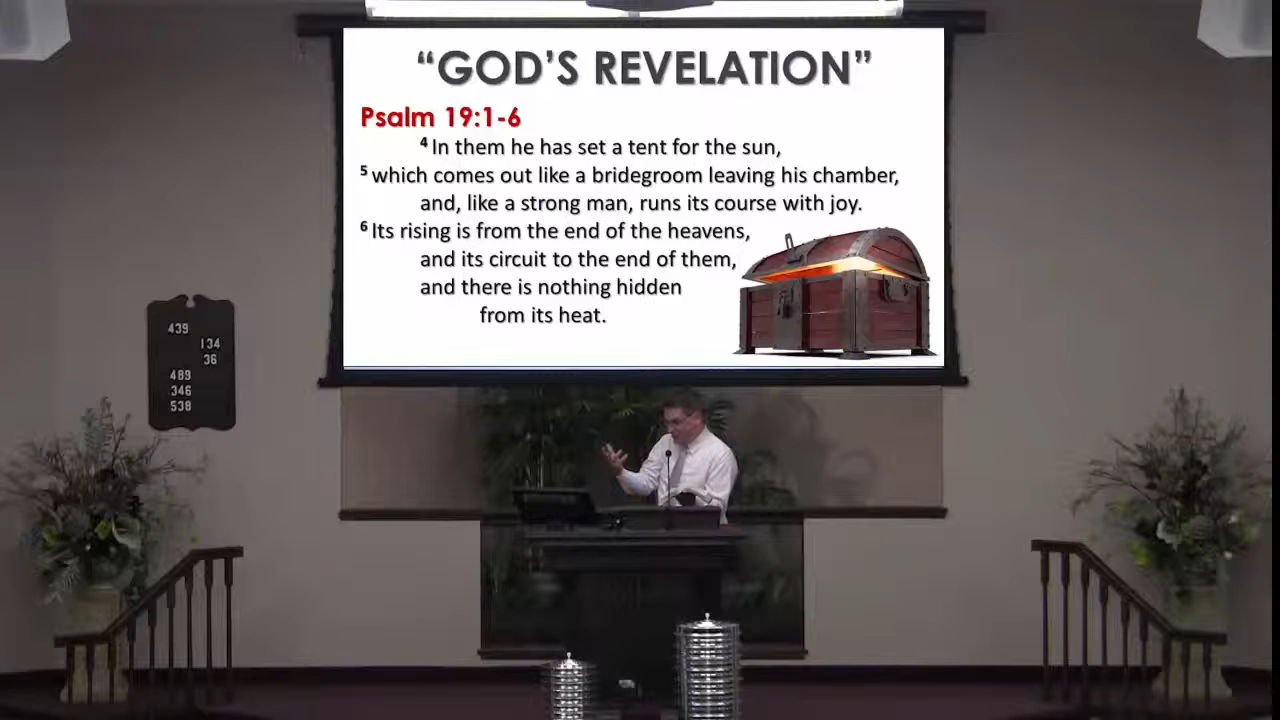 “GOD’S REVELATION”
Psalm 19:1-6
4 In them he has set a tent for the sun,
5 which comes out like a bridegroom leaving his chamber,
and, like a strong man, runs its course with joy.
6 Its rising is from the end of the heavens,
and its circuit to the end of them,
and there is nothing hidden
from its heat.
439
134
36
489
346
538